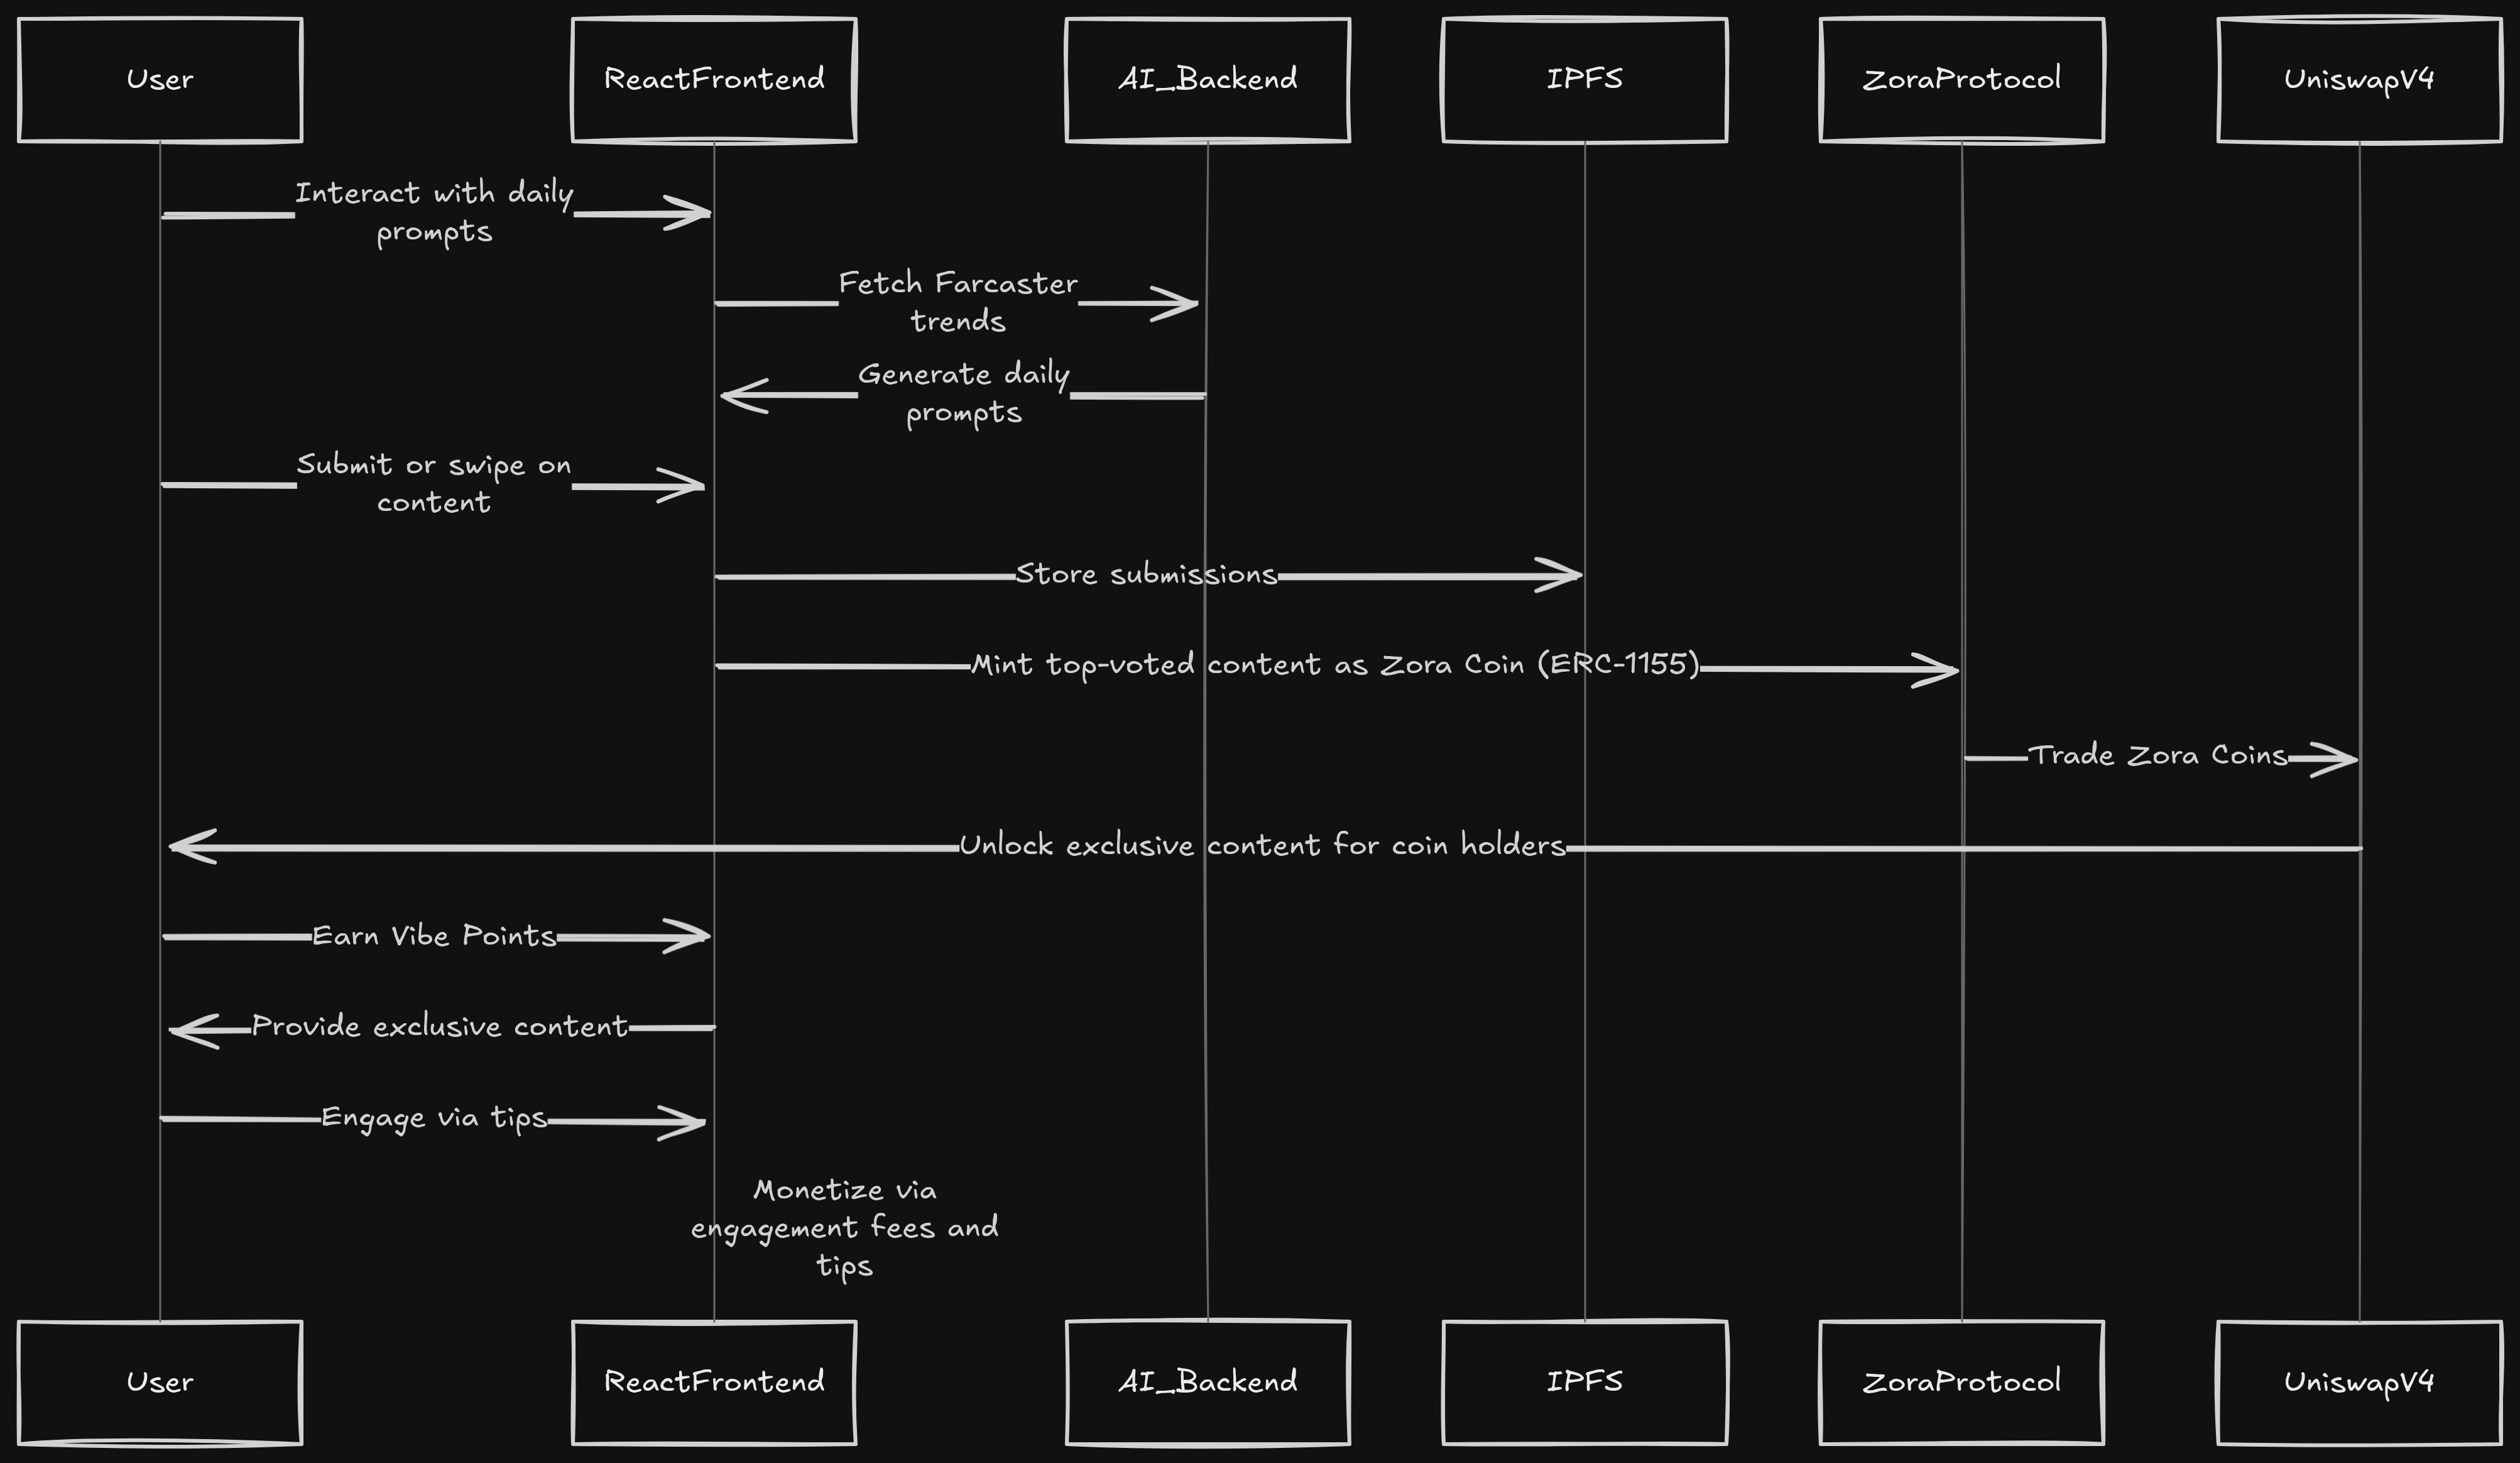 User
ReactFrontend
AI_Backend
IPFS
ZoraProtocol
UniswapV4
Interact with daily
prompts
Fetch Farcaster
trends
Generate daily
prompts
Submit or swipe on
content
Store submissions
Mint top-voted content as Zora Coin (ERC-1155)
Trade Zora Coins
Unlock exclusive content for coin holders
Earn Vibe Points
Provide exclusive content
Engage via tips
Monetize via
engagement fees and
tips
User
ReactFrontend
AI_Backend
IPFS
ZoraProtocol
UniswapV4